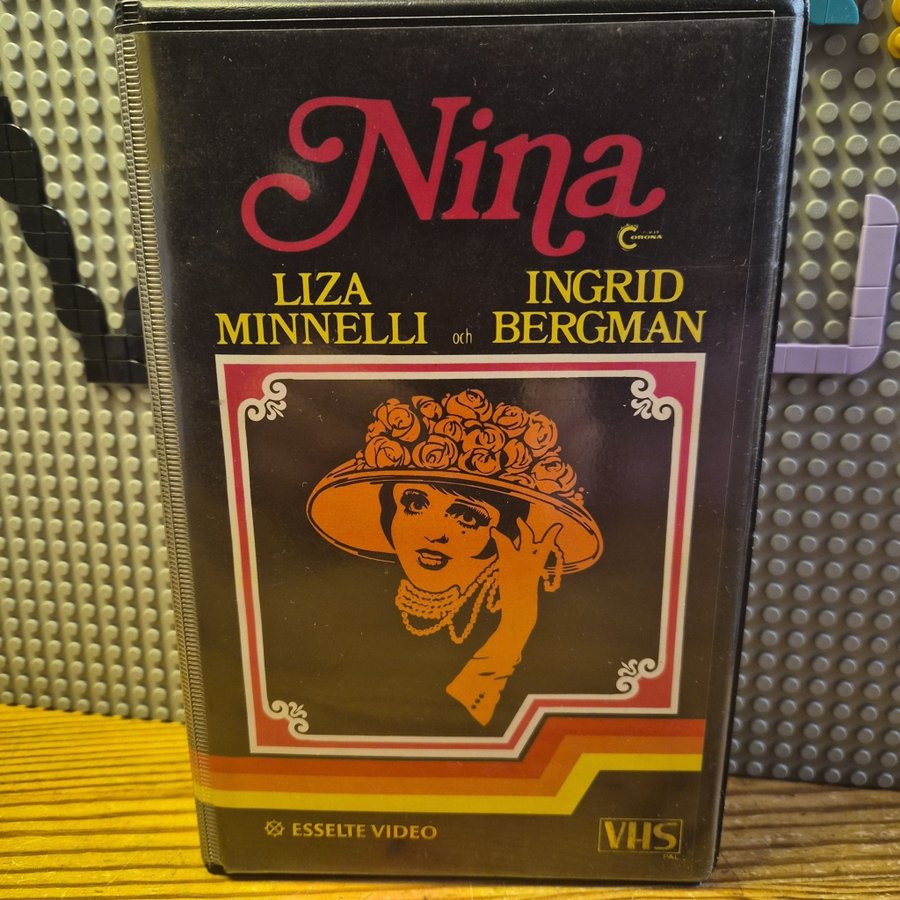 Nina
CORONA
LIZA MINNELLI och INGRID BERGMAN
ESSELTE VIDEO
VHS
PAL